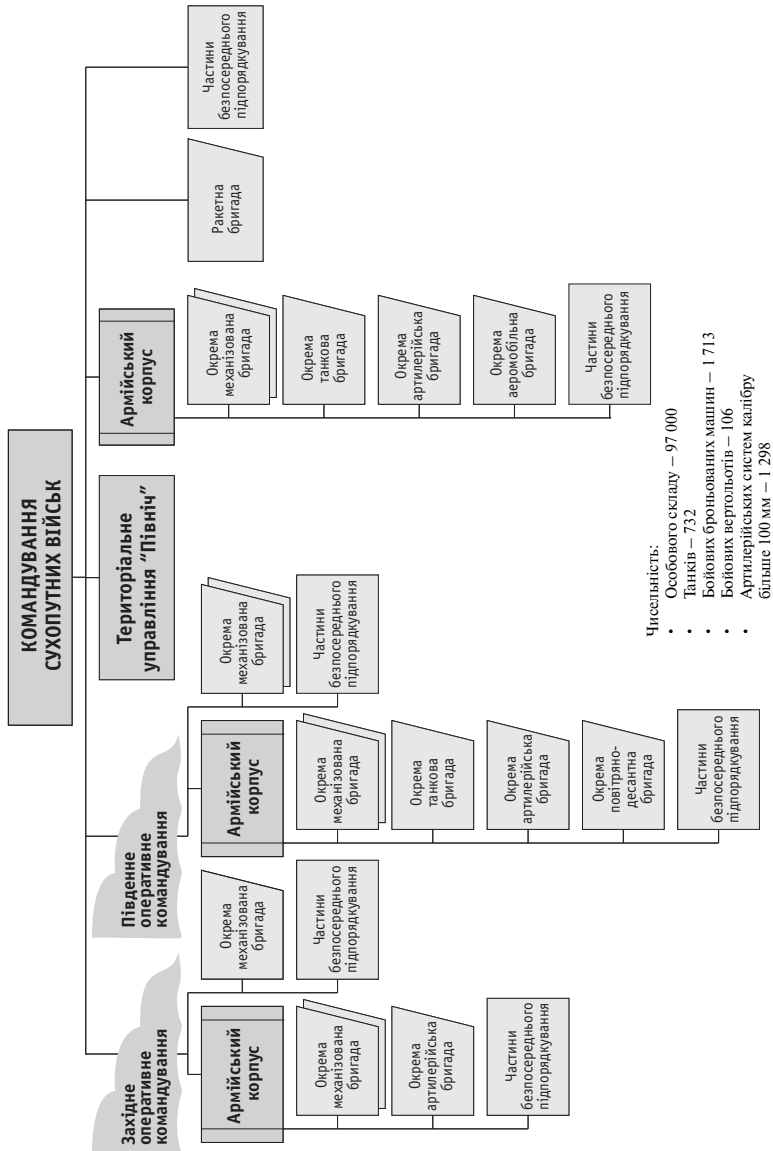 КОМАНДУВАННЯ
СУХОПУТНИХ ВІЙСЬК
Західне
оперативне
командування
Армійський
корпус
Окрема
механізована
бригада
Окрема
артилерійська
бригада
Частини
безпосереднього
підпорядкування
Окрема
механізована
бригада
Частини
безпосереднього
підпорядкування
Південне
оперативне
командування
Армійський
корпус
Окрема
механізована
бригада
Окрема
танкова
бригада
Окрема
артилерійська
бригада
Окрема
повітряно-
десантна
бригада
Частини
безпосереднього
підпорядкування
Окрема
механізована
бригада
Частини
безпосереднього
підпорядкування
Територіальне
управління "Північ"
Армійський
корпус
Окрема
механізована
бригада
Окрема
танкова
бригада
Окрема
артилерійська
бригада
Окрема
аеромобільна
бригада
Частини
безпосереднього
підпорядкування
Ракетна
бригада
Частини
безпосереднього
підпорядкування
Чисельність:
• Особового складу – 97 000
• Танків – 732
• Бойових броньованих машин – 1 713
• Бойових вертольотів – 106
• Артилерійських систем калібру
більше 100 мм – 1 298